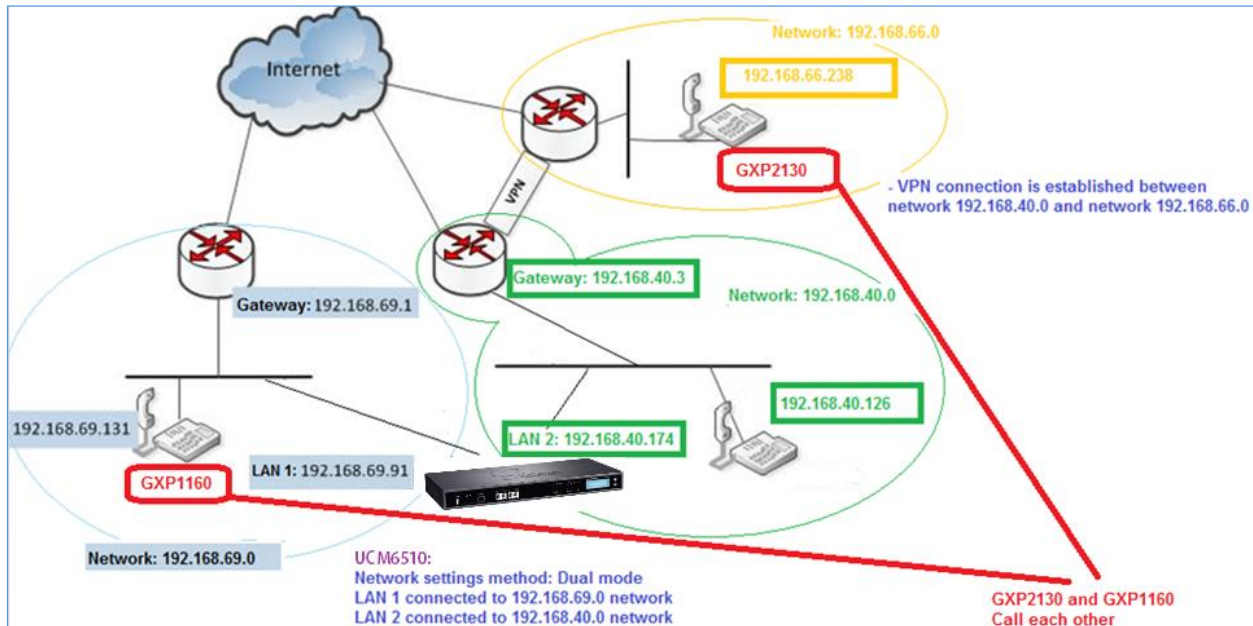 Internet
Network: 192.168.66.0
192.168.66.238
GXP2130
VPN
- VPN connection is established between
network 192.168.40.0 and network 192.168.66.0
Gateway: 192.168.40.3
Network: 192.168.40.0
Gateway: 192.168.69.1
192.168.40.126
192.168.69.131
LAN 2: 192.168.40.174
LAN 1: 192.168.69.91
GXP1160
Network: 192.168.69.0
UCM6510:
Network settings method: Dual mode
LAN 1 connected to 192.168.69.0 network
LAN 2 connected to 192.168.40.0 network
GXP2130 and GXP1160
Call each other